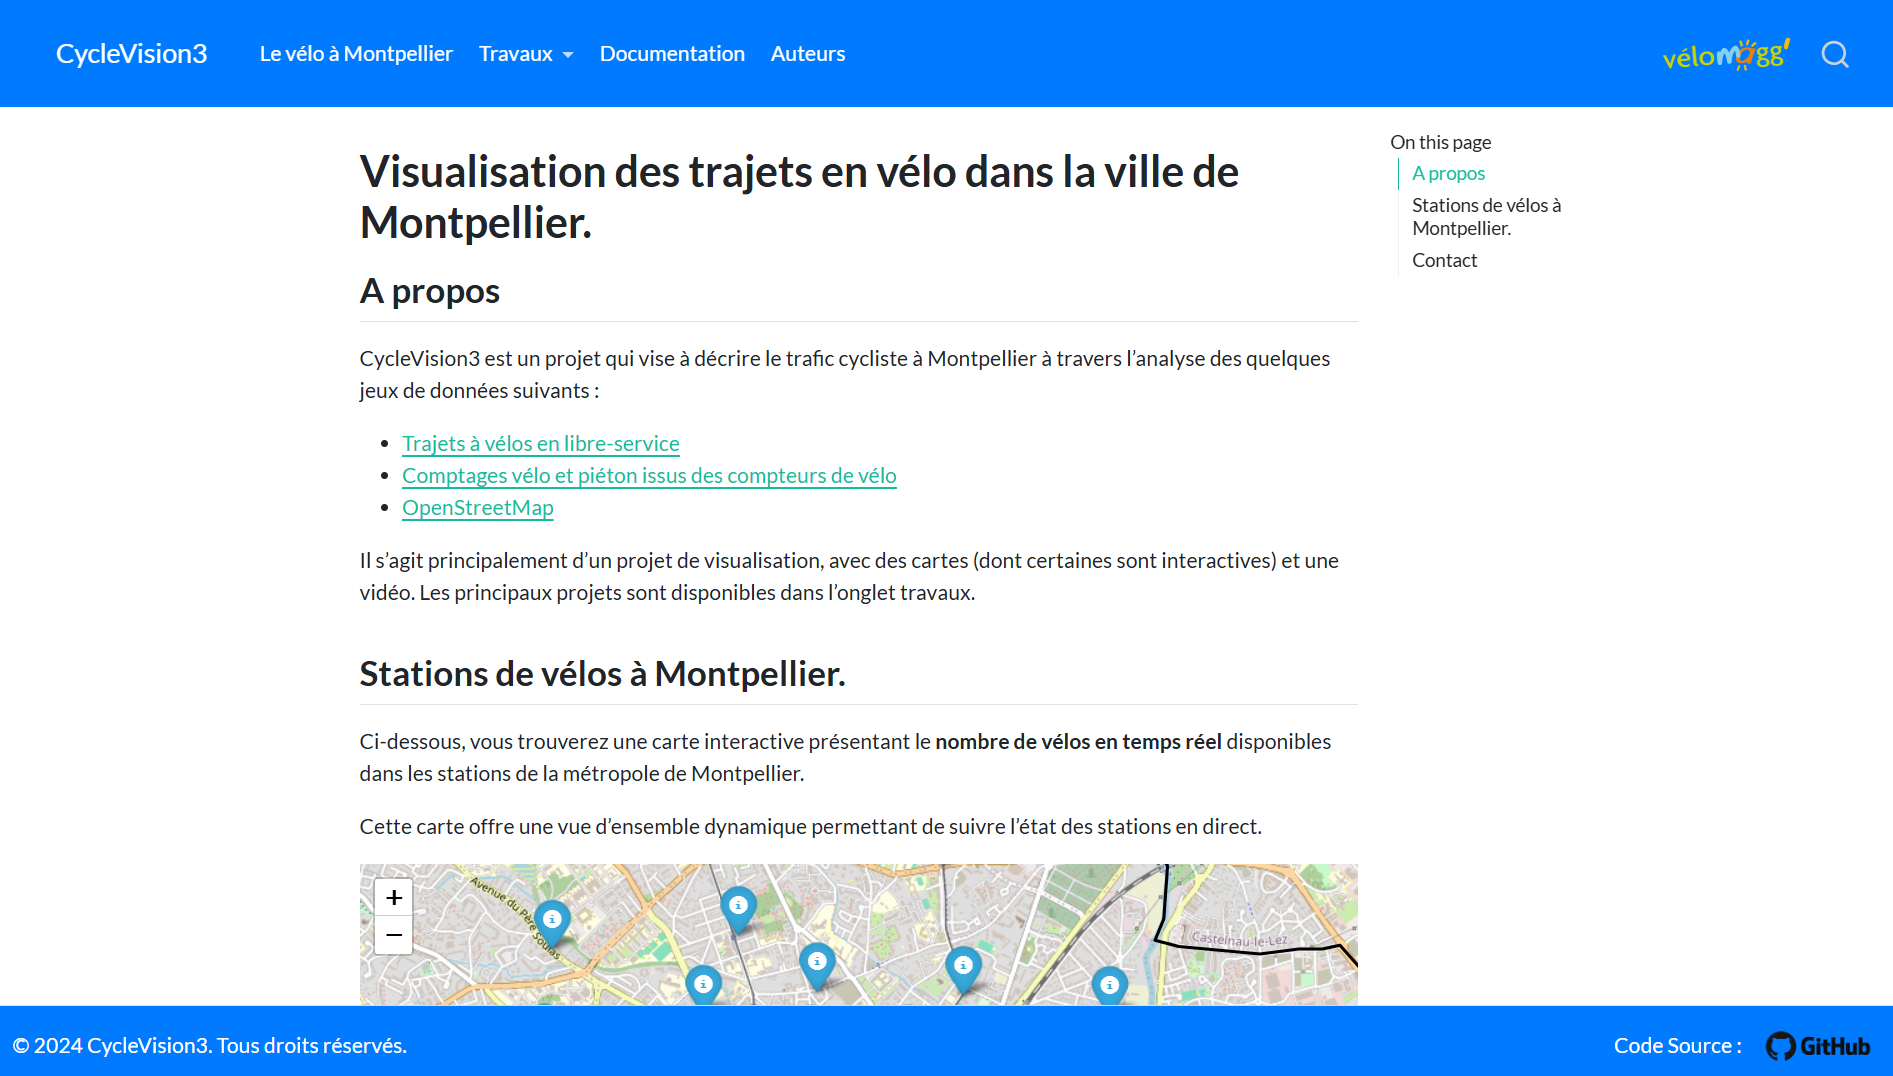 CycleVision3
Le vélo à Montpellier
Travaux
Documentation
Auteurs
vélomagg'
On this page
A propos
Stations de vélos à
Montpellier.
Contact
Visualisation des trajets en vélo dans la ville de
Montpellier.
A propos
CycleVision3 est un projet qui vise à décrire le trafic cycliste à Montpellier à travers l’analyse des quelques
jeux de données suivants :
• Trajets à vélos en libre-service
• Comptages vélo et piéton issus des compteurs de vélo
• OpenStreetMap
Il s’agit principalement d’un projet de visualisation, avec des cartes (dont certaines sont interactives) et une
vidéo. Les principaux projets sont disponibles dans l’onglet travaux.
Stations de vélos à Montpellier.
Ci-dessous, vous trouverez une carte interactive présentant le nombre de vélos en temps réel disponibles
dans les stations de la métropole de Montpellier.
Cette carte offre une vue d’ensemble dynamique permettant de suivre l’état des stations en direct.
+
−
Avenue du Père Soulas
Castelnau-le-Lez
© 2024 CycleVision3. Tous droits réservés.
Code Source :
GitHub